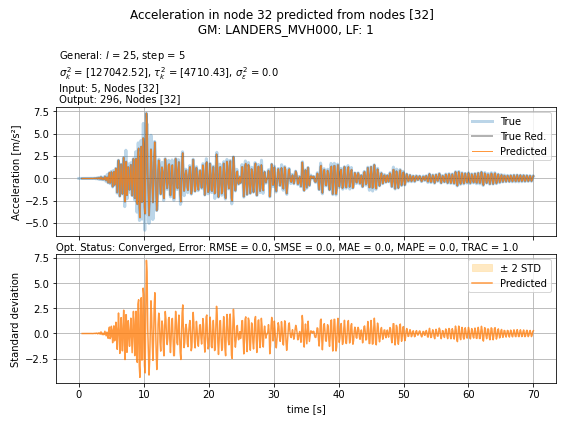 Acceleration in node 32 predicted from nodes [32]
GM: LANDERS_MVH000, LF: 1
General: l = 25, step = 5
σ²ₖ = [127042.52], τ²ₖ = [4710.43], σ²ε = 0.0
Input: 5, Nodes [32]
Output: 296, Nodes [32]
7.5
5.0
2.5
0.0
−2.5
−5.0
Acceleration [m/s²]
True
True Red.
Predicted
Opt. Status: Converged, Error: RMSE = 0.0, SMSE = 0.0, MAE = 0.0, MAPE = 0.0, TRAC = 1.0
7.5
5.0
2.5
0.0
−2.5
Standard deviation
± 2 STD
Predicted
0 10 20 30 40 50 60 70
time [s]